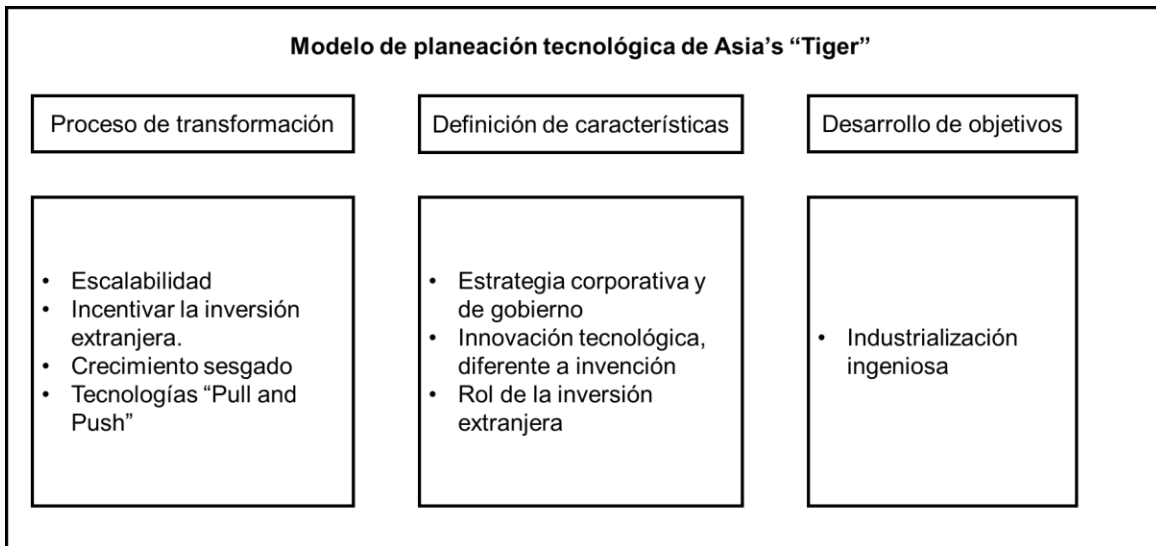 Modelo de planeación tecnológica de Asia’s “Tiger”
Proceso de transformación
Definición de características
Desarrollo de objetivos
• Escalabilidad
• Incentivar la inversión
extranjera.
• Crecimiento sesgado
• Tecnologías “Pull and
Push”
• Estrategia corporativa y
de gobierno
• Innovación tecnológica,
diferente a invención
• Rol de la inversión
extranjera
• Industrialización
ingeniosa